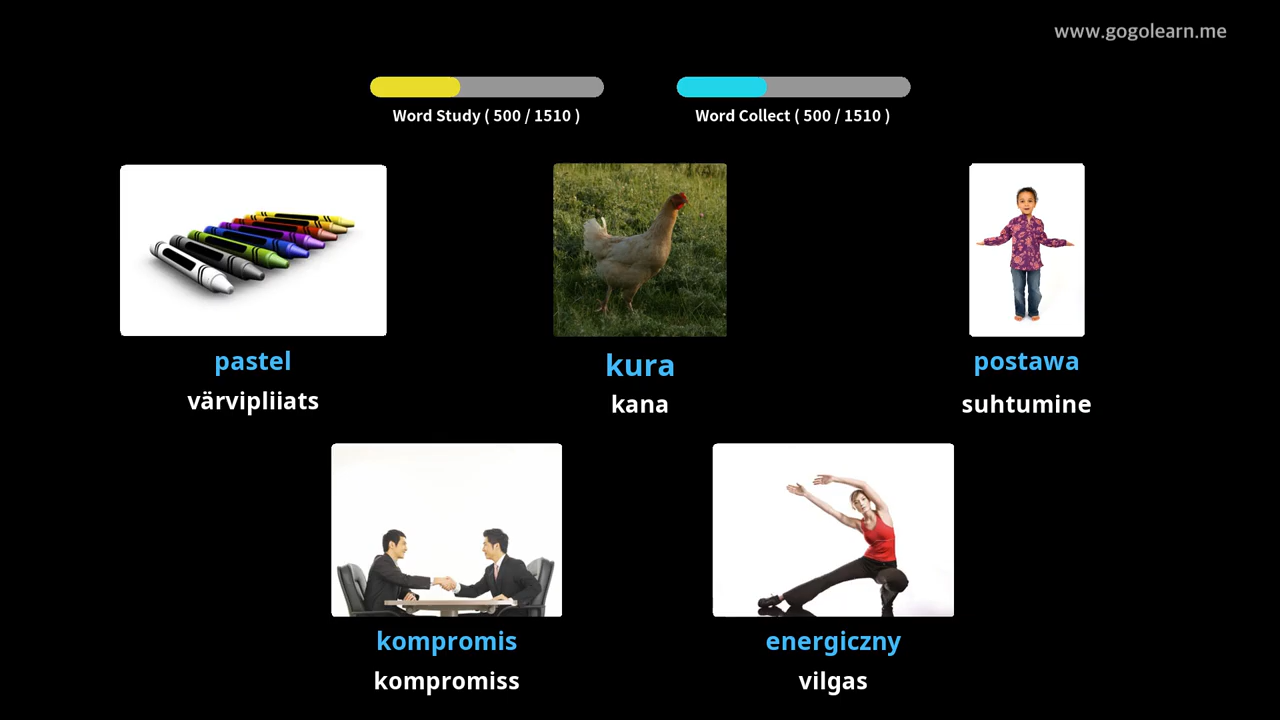 www.gogolearn.me
Word Study ( 500 / 1510 )
Word Collect ( 500 / 1510 )
pastel
värvipliiats
kura
kana
postawa
suhtumine
kompromis
kompromiss
energiczny
vilgas